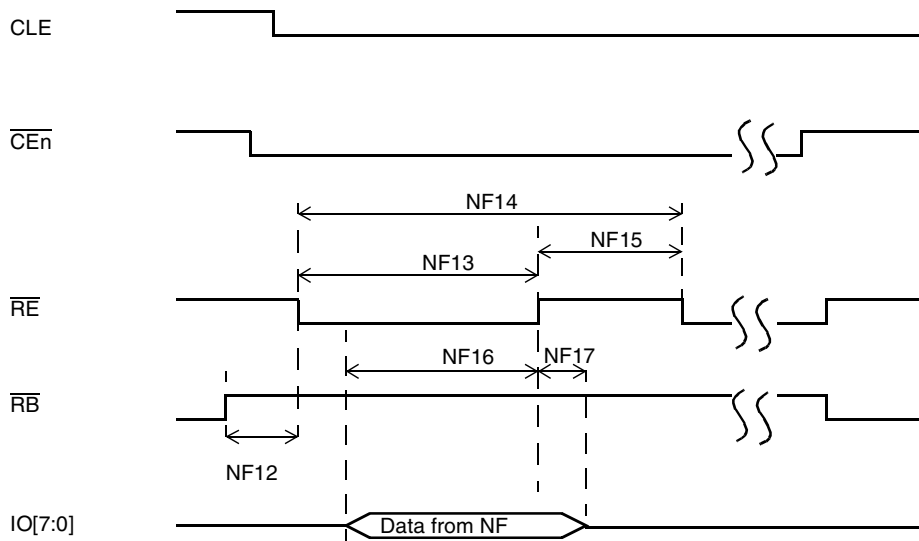 CLE
CEn
NF14
NF15
NF13
RE
NF16 NF17
RB
NF12
IO[7:0] Data from NF